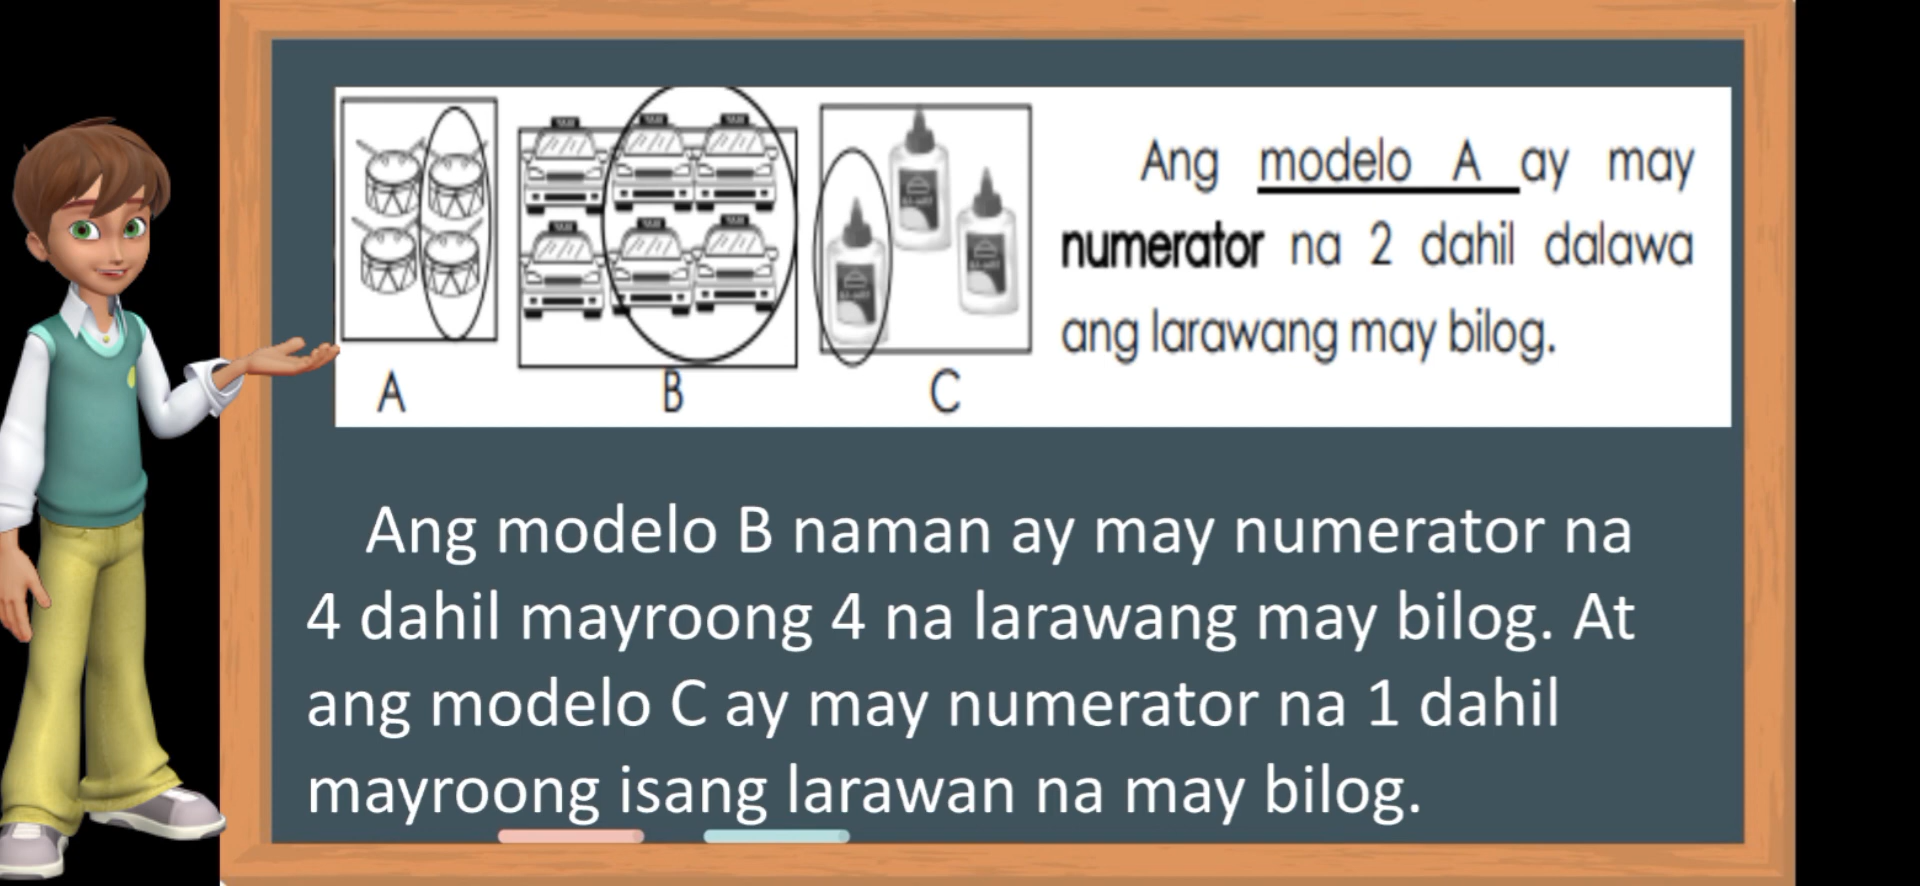 Ang modelo A ay may
numerator na 2 dahil dalawa
ang larawang may bilog.
A
B
C
Ang modelo B naman ay may numerator na
4 dahil mayroong 4 na larawang may bilog. At
ang modelo C ay may numerator na 1 dahil
mayroong isang larawan na may bilog.